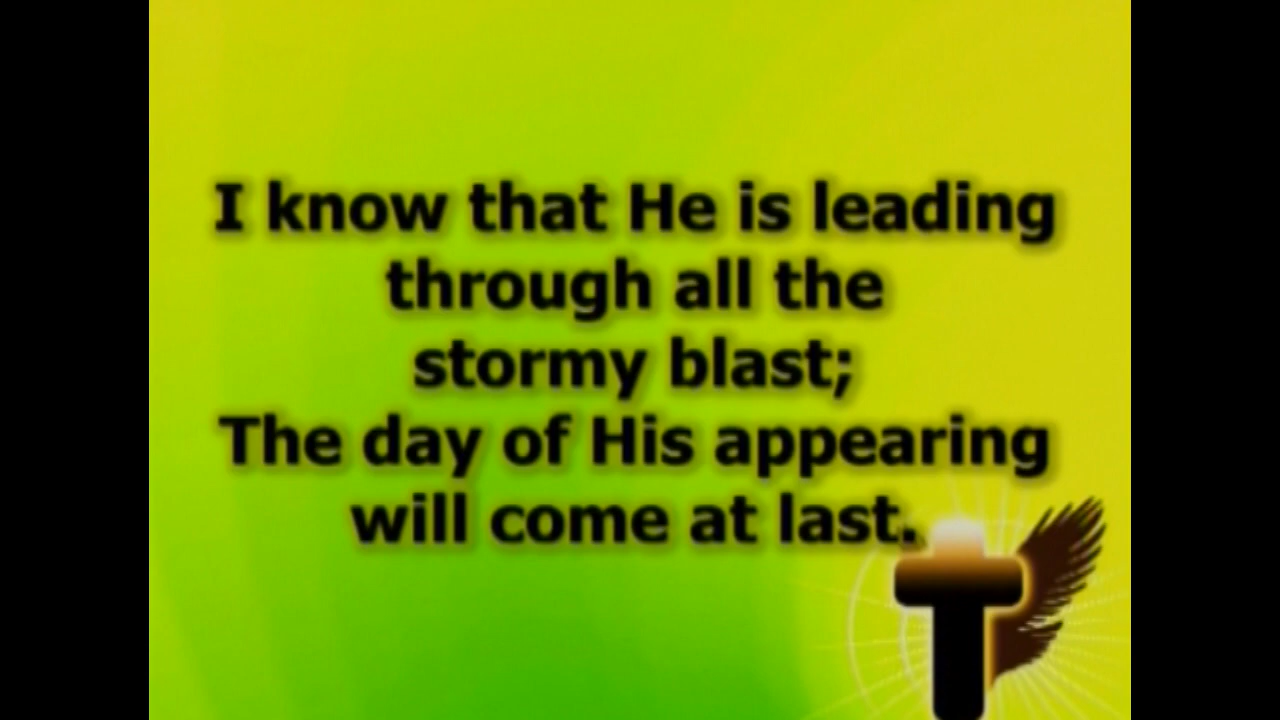 I know that He is leading
through all the
stormy blast;
The day of His appearing
will come at last.